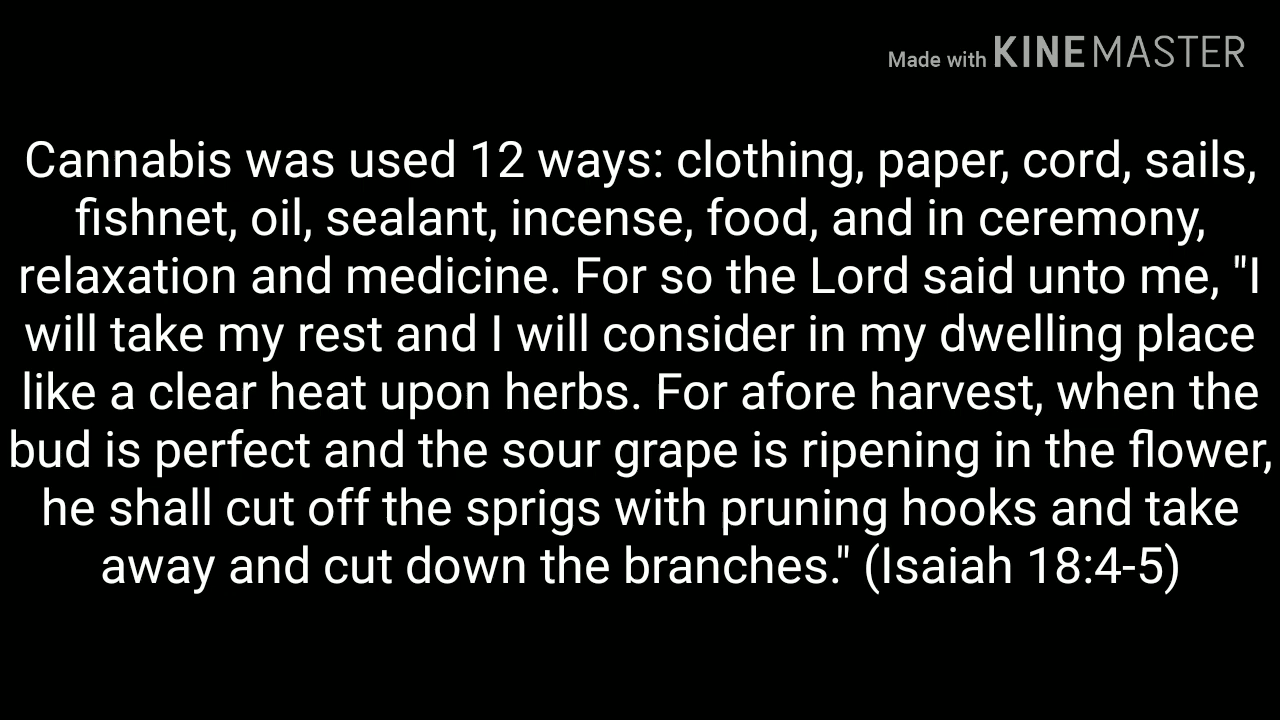 Made with KINEMASTER
Cannabis was used 12 ways: clothing, paper, cord, sails,
fishnet, oil, sealant, incense, food, and in ceremony,
relaxation and medicine. For so the Lord said unto me, "I
will take my rest and I will consider in my dwelling place
like a clear heat upon herbs. For afore harvest, when the
bud is perfect and the sour grape is ripening in the flower,
he shall cut off the sprigs with pruning hooks and take
away and cut down the branches." (Isaiah 18:4-5)